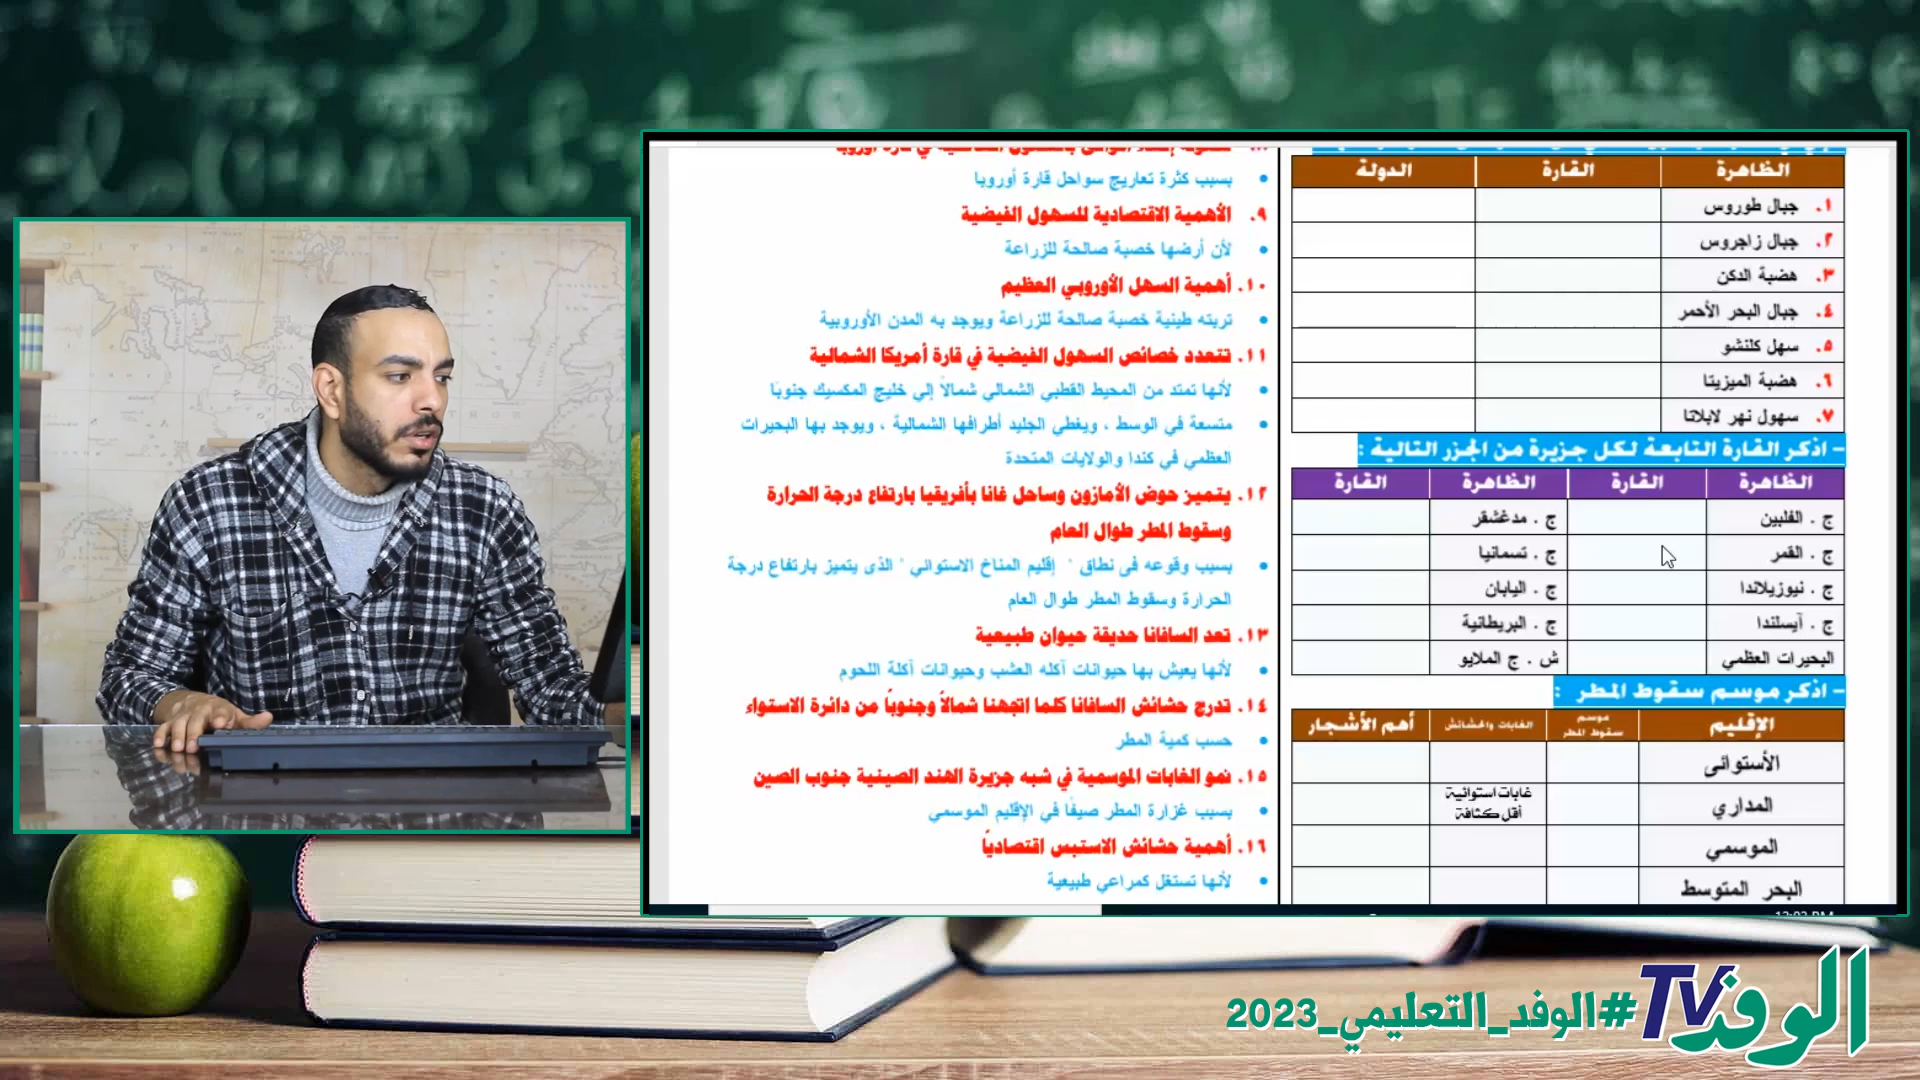 الظاهرة القارة الدولة
١. جبال طوروس
٢. جبال زاجروس
٣. هضبة الدكن
٤. جبال البحر الأحمر
٥. سهل كلنشو
٦. هضبة الميزيتا
٧. سهول نهر لابلاتا
- اذكر القارة التابعة لكل جزيرة من الجزر التالية :
الظاهرة القارة الظاهرة القارة
ج . الفلبين ج . مدغشقر
ج . القمر ج . تسمانيا
ج . نيوزيلاندا ج . اليابان
ج . آيسلندا ج . البريطانية
البحيرات العظمي ش . ج الملايو
- اذكر موسم سقوط المطر :
الإقليم موسم سقوط المطر الغابات والحشائش أهم الأشجار
الأستوائى
المداري غابات استوائية أقل كثافة
الموسمي
البحر المتوسط
• بسبب كثرة تعاريج سواحل قارة أوروبا
٩. الأهمية الاقتصادية للسهول الفيضية
• لأن أرضها خصبة صالحة للزراعة
١٠. أهمية السهل الأوروبي العظيم
• تربته طينية خصبة صالحة للزراعة ويوجد به المدن الأوروبية
١١. تتعدد خصائص السهول الفيضية في قارة أمريكا الشمالية
• لأنها تمتد من المحيط القطبي الشمالي شمالاً إلي خليج المكسيك جنوبًا
متسعة في الوسط ، ويغطي الجليد أطرافها الشمالية ، ويوجد بها البحيرات
العظمي في كندا والولايات المتحدة
١٢. يتميز حوض الأمازون وساحل غانا بأفريقيا بارتفاع درجة الحرارة
وسقوط المطر طوال العام
• بسبب وقوعه فى نطاق " إقليم المناخ الاستوائي " الذى يتميز بارتفاع درجة
الحرارة وسقوط المطر طوال العام
١٣. تعد السافانا حديقة حيوان طبيعية
• لأنها يعيش بها حيوانات آكله العشب وحيوانات آكلة اللحوم
١٤. تدرج حشائش السافانا كلما اتجهنا شمالاً وجنوبًا من دائرة الاستواء
• حسب كمية المطر
١٥. نمو الغابات الموسمية في شبه جزيرة الهند الصينية جنوب الصين
• بسبب غزارة المطر صيفًا في الإقليم الموسمي
١٦. أهمية حشائش الاستبس اقتصاديًا
• لأنها تستغل كمراعي طبيعية
#الوفد_التعليمي_2023
الوفد TV